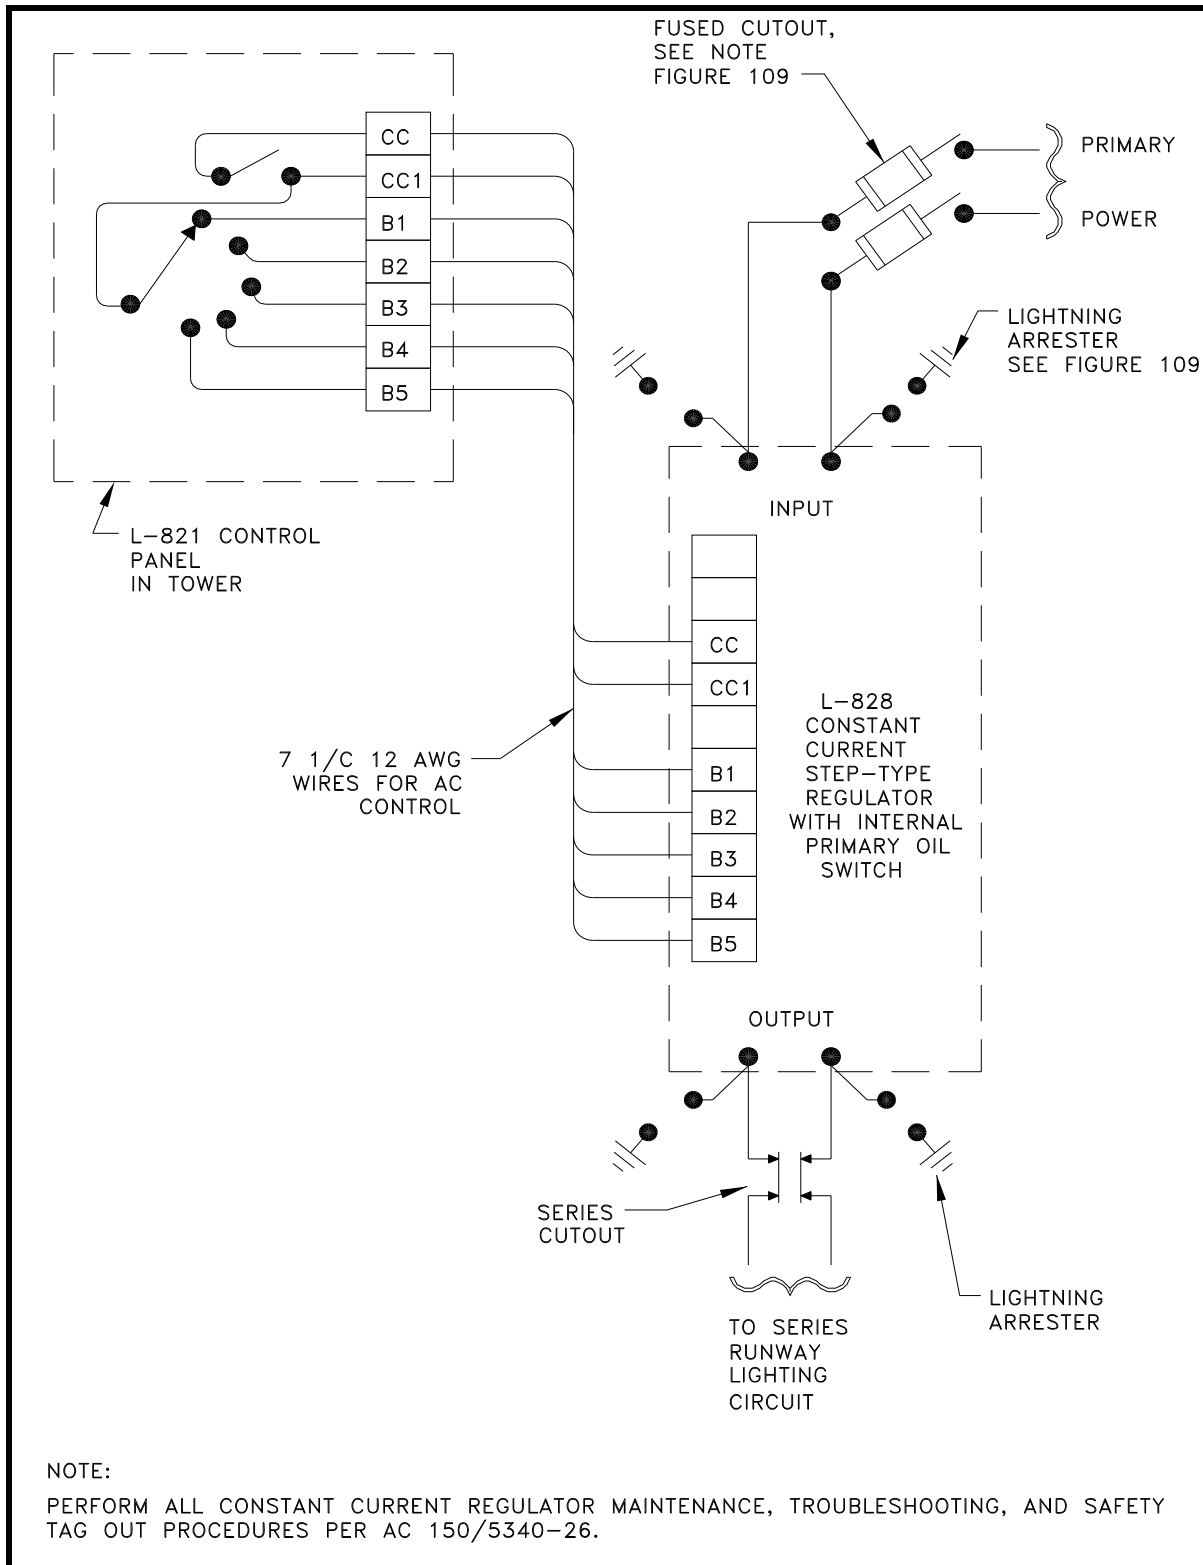 FUSED CUTOUT,
SEE NOTE
FIGURE 109
PRIMARY
POWER
CC
CC1
B1
B2
B3
B4
B5
LIGHTNING
ARRESTER
SEE FIGURE 109
L-821 CONTROL
PANEL
IN TOWER
INPUT
CC
CC1
B1
B2
B3
B4
B5
L-828
CONSTANT
CURRENT
STEP-TYPE
REGULATOR
WITH INTERNAL
PRIMARY OIL
SWITCH
7 1/C 12 AWG
WIRES FOR AC
CONTROL
OUTPUT
SERIES
CUTOUT
LIGHTNING
ARRESTER
TO SERIES
RUNWAY
LIGHTING
CIRCUIT
NOTE:
PERFORM ALL CONSTANT CURRENT REGULATOR MAINTENANCE, TROUBLESHOOTING, AND SAFETY
TAG OUT PROCEDURES PER AC 150/5340-26.